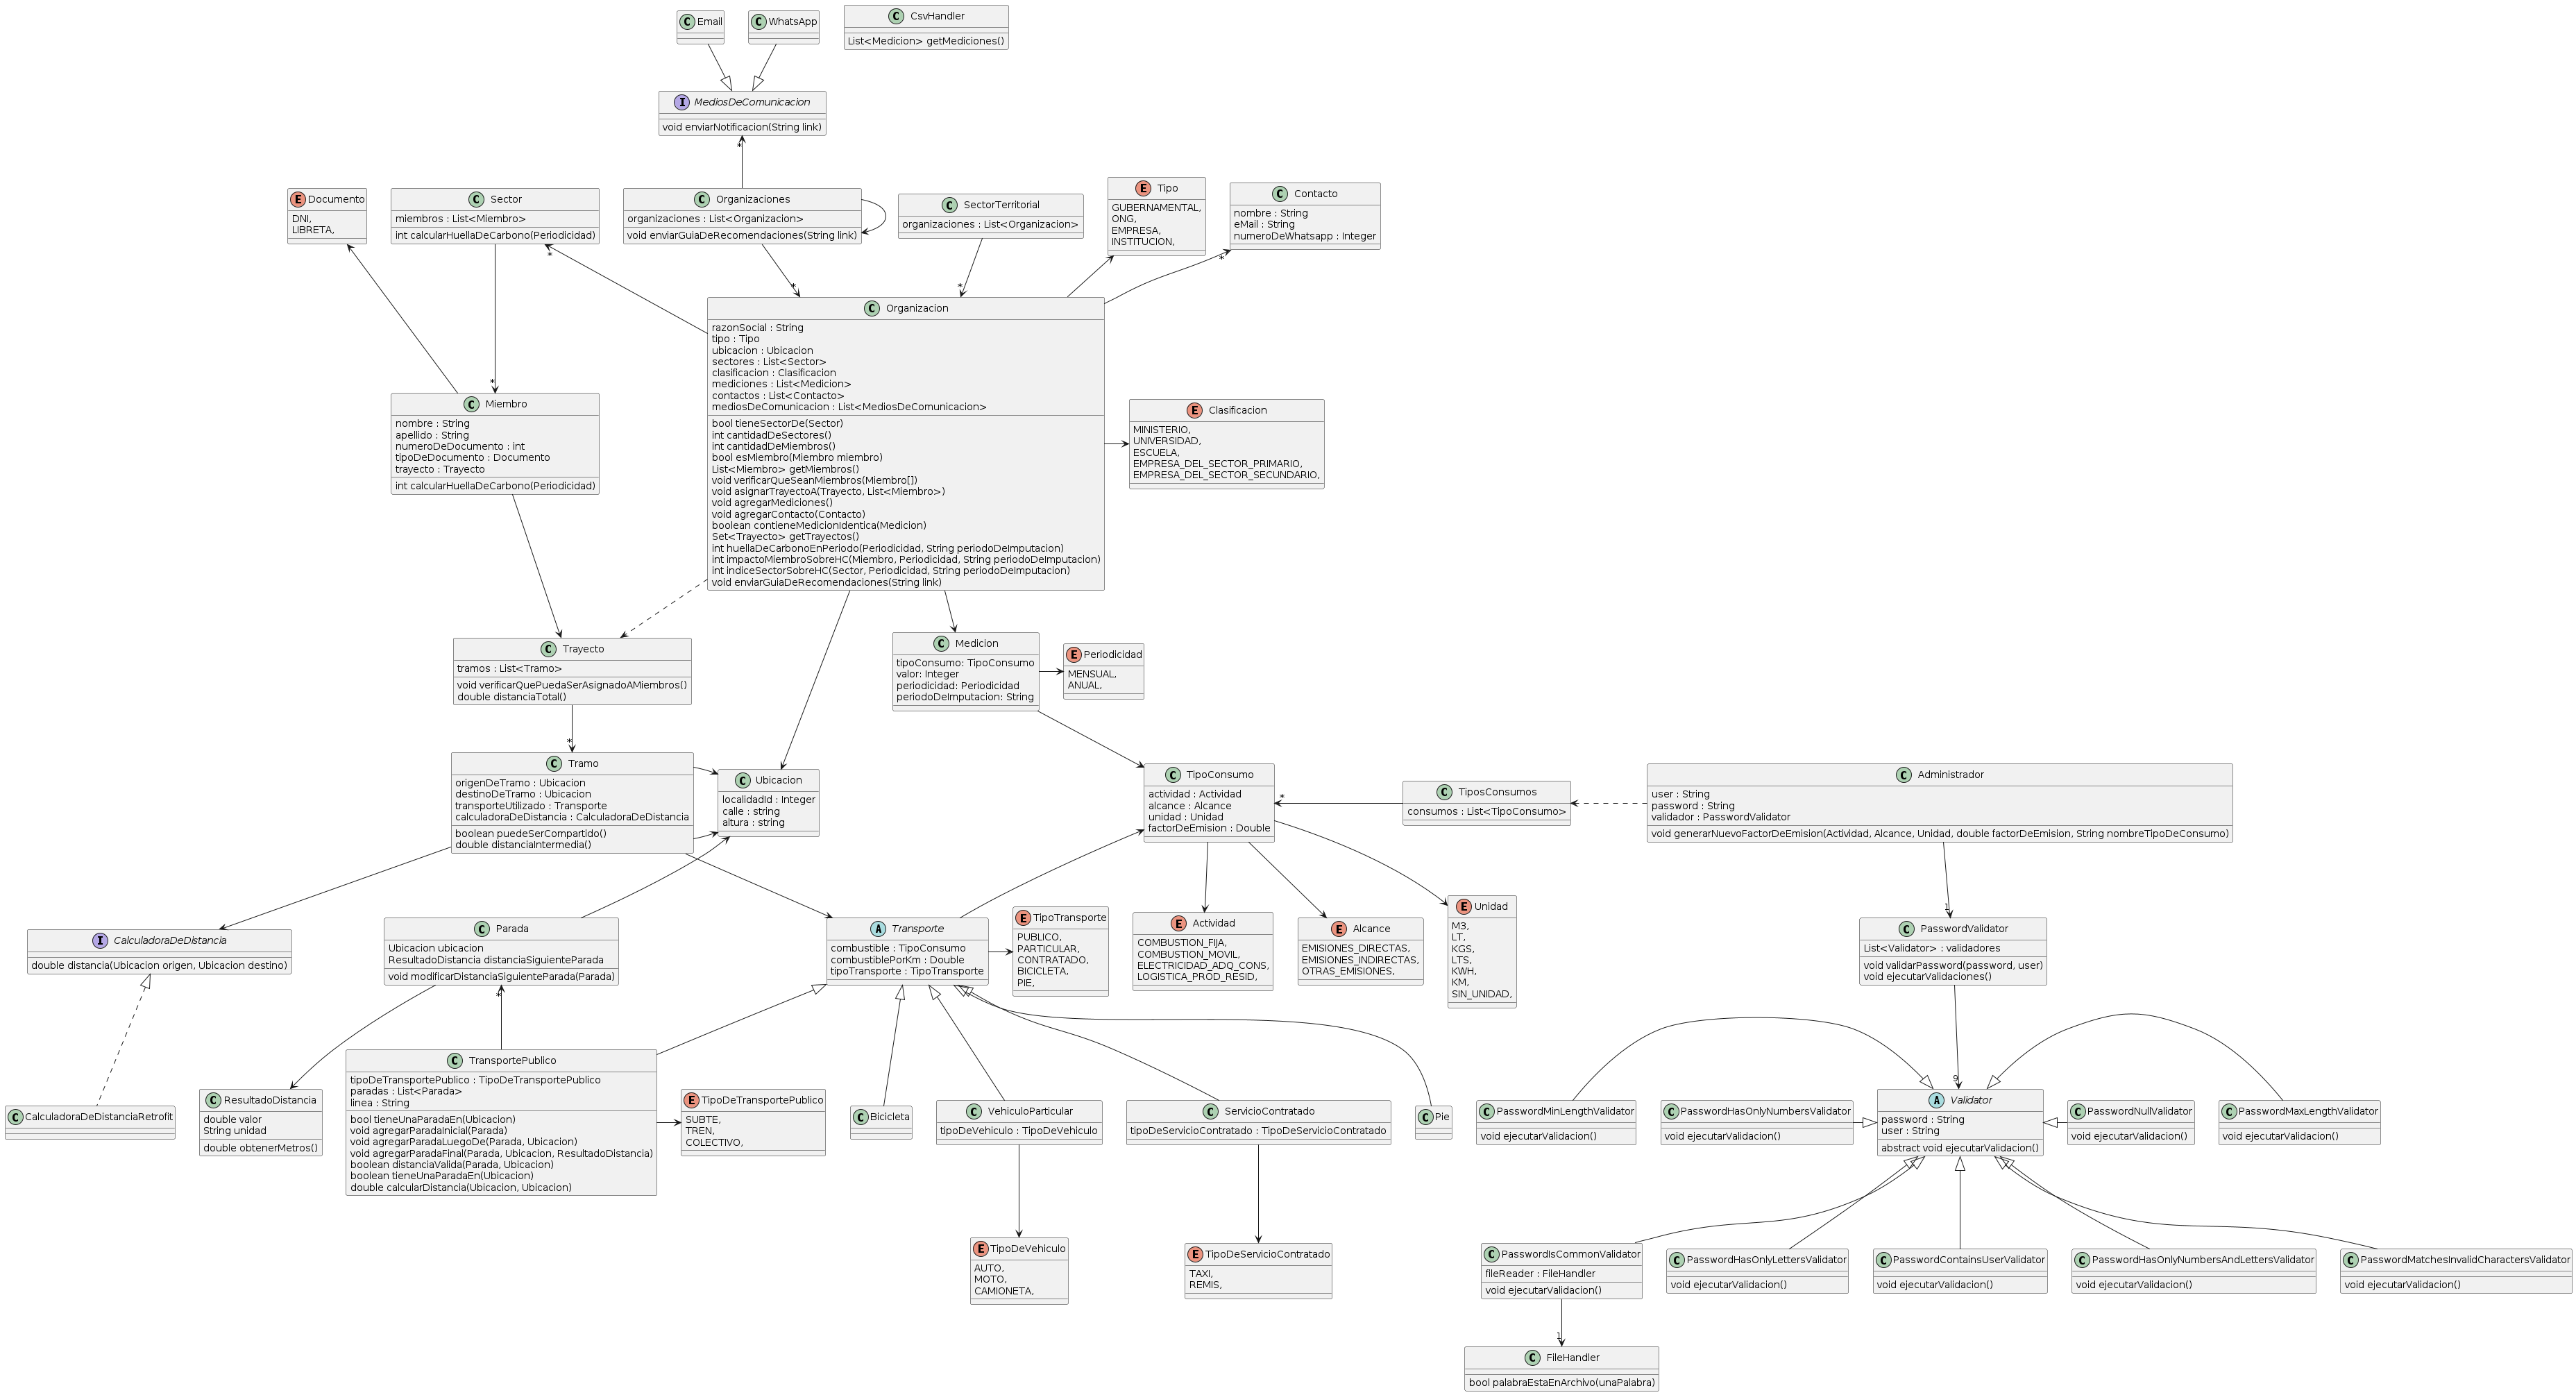 C Email
C WhatsApp
C CsvHandler
List<Medicion> getMediciones()
I MediosDeComunicacion
void enviarNotificacion(String link)
*
E Documento
DNI,
LIBRETA,
C Sector
miembros : List<Miembro>
int calcularHuellaDeCarbono(Periodicidad)
*
C Organizaciones
organizaciones : List<Organizacion>
void enviarGuiaDeRecomendaciones(String link)
*
C SectorTerritorial
organizaciones : List<Organizacion>
*
E Tipo
GUBERNAMENTAL,
ONG,
EMPRESA,
INSTITUCION,
C Contacto
nombre : String
eMail : String
numeroDeWhatsapp : Integer
*
C Organizacion
razonSocial : String
tipo : Tipo
ubicacion : Ubicacion
sectores : List<Sector>
clasificacion : Clasificacion
mediciones : List<Medicion>
contactos : List<Contacto>
mediosDeComunicacion : List<MediosDeComunicacion>
bool tieneSectorDe(Sector)
int cantidadDeSectores()
int cantidadDeMiembros()
bool esMiembro(Miembro miembro)
List<Miembro> getMiembros()
void verificarQueSeanMiembros(Miembro[])
void asignarTrayectoA(Trayecto, List<Miembro>)
void agregarMediciones()
void agregarContacto(Contacto)
boolean contieneMedicionIdentica(Medicion)
Set<Trayecto> getTrayectos()
int huellaDeCarbonoEnPeriodo(Periodicidad, String periodoDeImputacion)
int impactoMiembroSobreHC(Miembro, Periodicidad, String periodoDeImputacion)
int indiceSectorSobreHC(Sector, Periodicidad, String periodoDeImputacion)
void enviarGuiaDeRecomendaciones(String link)
*
C Miembro
nombre : String
apellido : String
numeroDeDocumento : int
tipoDeDocumento : Documento
trayecto : Trayecto
int calcularHuellaDeCarbono(Periodicidad)
E Clasificacion
MINISTERIO,
UNIVERSIDAD,
ESCUELA,
EMPRESA_DEL_SECTOR_PRIMARIO,
EMPRESA_DEL_SECTOR_SECUNDARIO,
C Trayecto
tramos : List<Tramo>
void verificarQuePuedaSerAsignadoAMiembros()
double distanciaTotal()
*
C Medicion
tipoConsumo: TipoConsumo
valor: Integer
periodicidad: Periodicidad
periodoDeImputacion: String
E Periodicidad
MENSUAL,
ANUAL,
C Tramo
origenDeTramo : Ubicacion
destinoDeTramo : Ubicacion
transporteUtilizado : Transporte
calculadoraDeDistancia : CalculadoraDeDistancia
boolean puedeSerCompartido()
double distanciaIntermedia()
C Ubicacion
localidadId : Integer
calle : string
altura : string
C TipoConsumo
actividad : Actividad
alcance : Alcance
unidad : Unidad
factorDeEmision : Double
*
C TiposConsumos
consumos : List<TipoConsumo>
C Administrador
user : String
password : String
validador : PasswordValidator
void generarNuevoFactorDeEmision(Actividad, Alcance, Unidad, double factorDeEmision, String nombreTipoDeConsumo)
1
I CalculadoraDeDistancia
double distancia(Ubicacion origen, Ubicacion destino)
C Parada
Ubicacion ubicacion
ResultadoDistancia distanciaSiguienteParada
void modificarDistanciaSiguienteParada(Parada)
*
A Transporte
combustible : TipoConsumo
combustiblePorKm : Double
tipoTransporte : TipoTransporte
E TipoTransporte
PUBLICO,
PARTICULAR,
CONTRATADO,
BICICLETA,
PIE,
E Actividad
COMBUSTION_FIJA,
COMBUSTION_MOVIL,
ELECTRICIDAD_ADQ_CONS,
LOGISTICA_PROD_RESID,
E Alcance
EMISIONES_DIRECTAS,
EMISIONES_INDIRECTAS,
OTRAS_EMISIONES,
E Unidad
M3,
LT,
KGS,
LTS,
KWH,
KM,
SIN_UNIDAD,
C PasswordValidator
List<Validator> : validadores
void validarPassword(password, user)
void ejecutarValidaciones()
9
C CalculadoraDeDistanciaRetrofit
C ResultadoDistancia
double valor
String unidad
double obtenerMetros()
C TransportePublico
tipoDeTransportePublico : TipoDeTransportePublico
paradas : List<Parada>
linea : String
bool tieneUnaParadaEn(Ubicacion)
void agregarParadaInicial(Parada)
void agregarParadaLuegoDe(Parada, Ubicacion)
void agregarParadaFinal(Parada, Ubicacion, ResultadoDistancia)
boolean distanciaValida(Parada, Ubicacion)
boolean tieneUnaParadaEn(Ubicacion)
double calcularDistancia(Ubicacion, Ubicacion)
E TipoDeTransportePublico
SUBTE,
TREN,
COLECTIVO,
C Bicicleta
C VehiculoParticular
tipoDeVehiculo : TipoDeVehiculo
C ServicioContratado
tipoDeServicioContratado : TipoDeServicioContratado
C Pie
C PasswordMinLengthValidator
void ejecutarValidacion()
C PasswordHasOnlyNumbersValidator
void ejecutarValidacion()
A Validator
password : String
user : String
abstract void ejecutarValidacion()
C PasswordNullValidator
void ejecutarValidacion()
C PasswordMaxLengthValidator
void ejecutarValidacion()
E TipoDeVehiculo
AUTO,
MOTO,
CAMIONETA,
E TipoDeServicioContratado
TAXI,
REMIS,
C PasswordIsCommonValidator
fileReader : FileHandler
void ejecutarValidacion()
1
C PasswordHasOnlyLettersValidator
void ejecutarValidacion()
C PasswordContainsUserValidator
void ejecutarValidacion()
C PasswordHasOnlyNumbersAndLettersValidator
void ejecutarValidacion()
C PasswordMatchesInvalidCharactersValidator
void ejecutarValidacion()
C FileHandler
bool palabraEstaEnArchivo(unaPalabra)